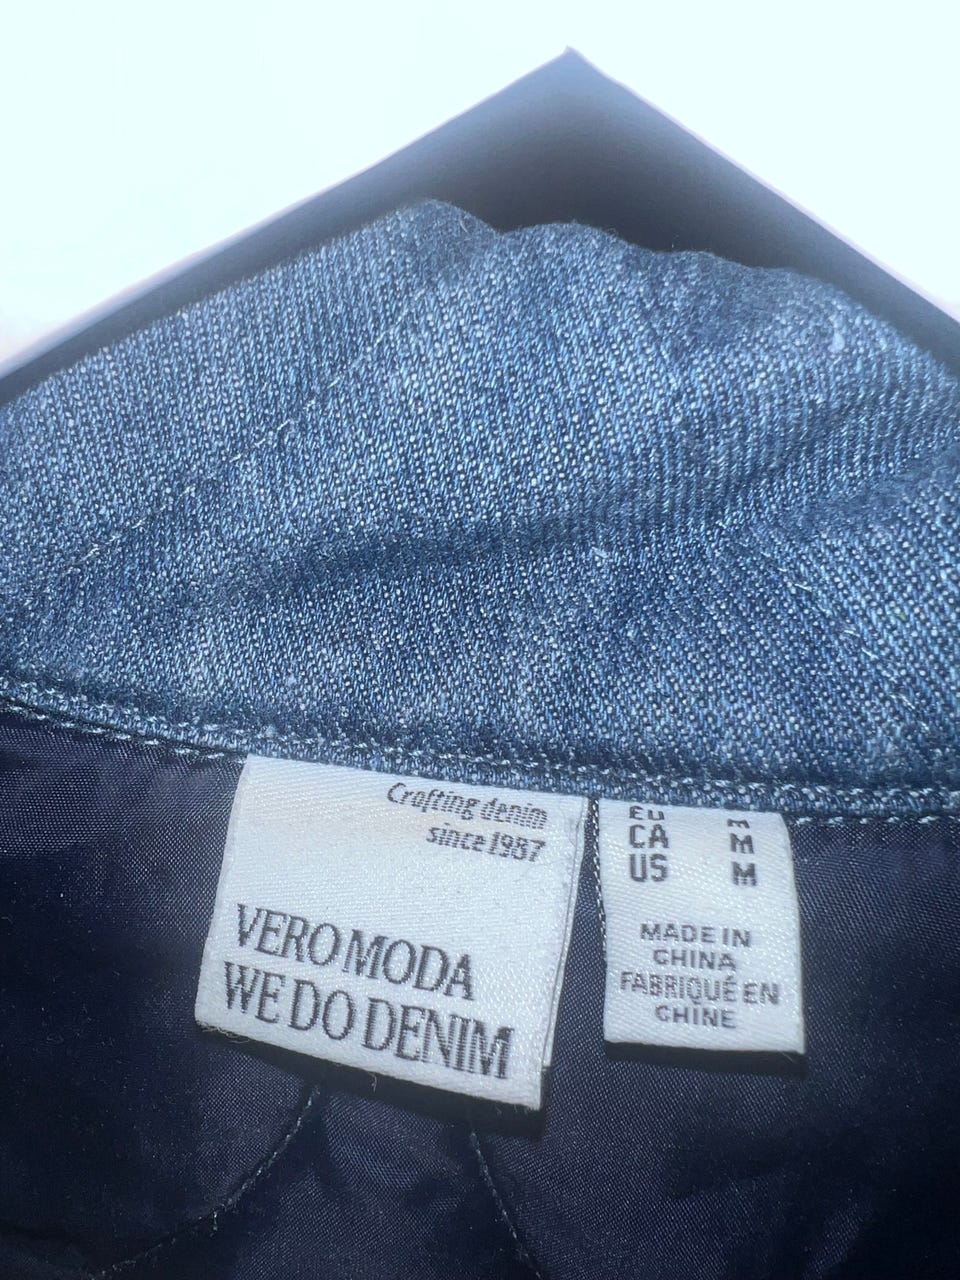 Crafting denim
since 1987
VERO MODA
WE DO DENIM
EU M
CA M
US M
MADE IN
CHINA
FABRIQUÉ EN
CHINE